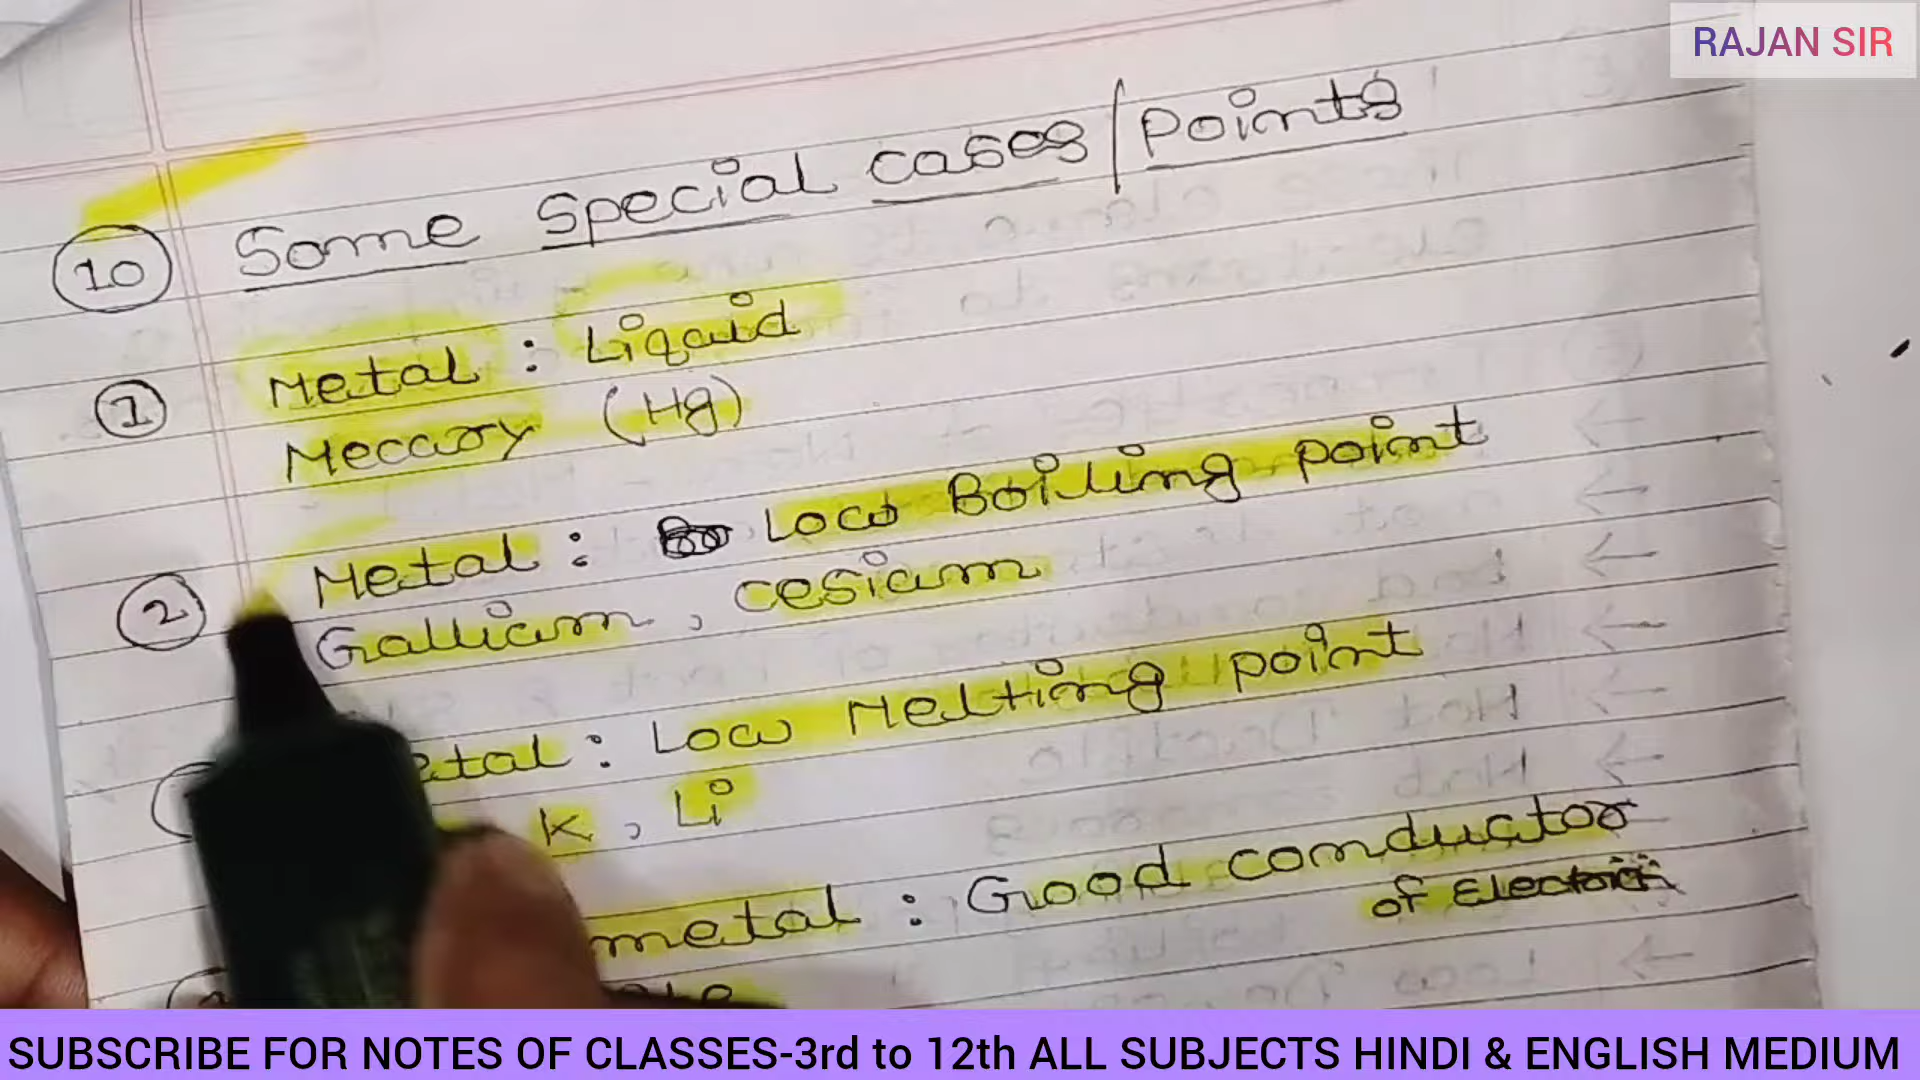 RAJAN SIR
10 Some Special cases/Points
1 Metal : Liquid
Mercury (Hg)
2 Metal : Low Boiling point
Gallium, cesium
etal : Low Melting point
K, Li
metal : Good conductor
of Electrici
SUBSCRIBE FOR NOTES OF CLASSES-3rd to 12th ALL SUBJECTS HINDI & ENGLISH MEDIUM